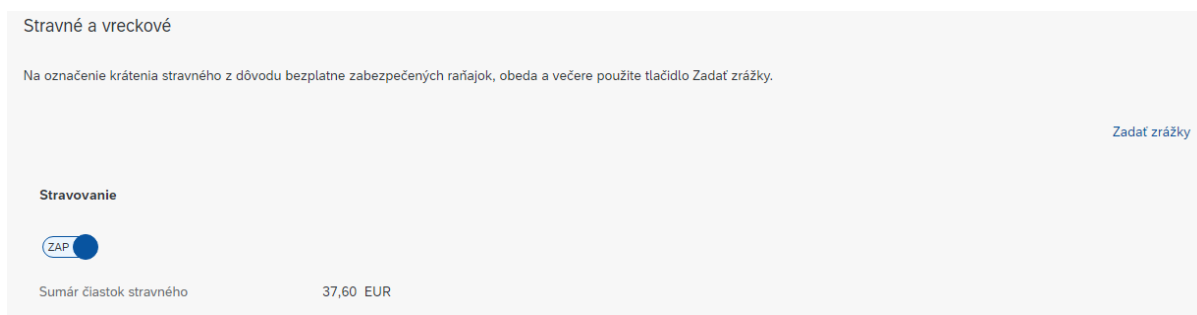 Stravné a vreckové
Na označenie krátenia stravného z dôvodu bezplatne zabezpečených raňajok, obeda a večere použite tlačidlo Zadať zrážky.
Zadať zrážky
Stravovanie
ZAP
Sumár čiastok stravného 37,60 EUR